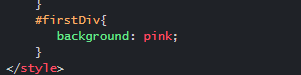 }
#firstDiv{
background: pink;
}
</style>